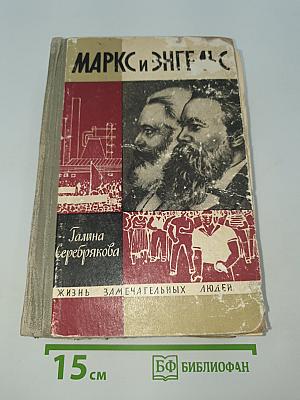 МАРКС И ЭНГЕЛЬС
Галина
Серебрякова
ЖИЗНЬ ЗАМЕЧАТЕЛЬНЫХ ЛЮДЕЙ
15 см
БФ БИБЛИОФАН